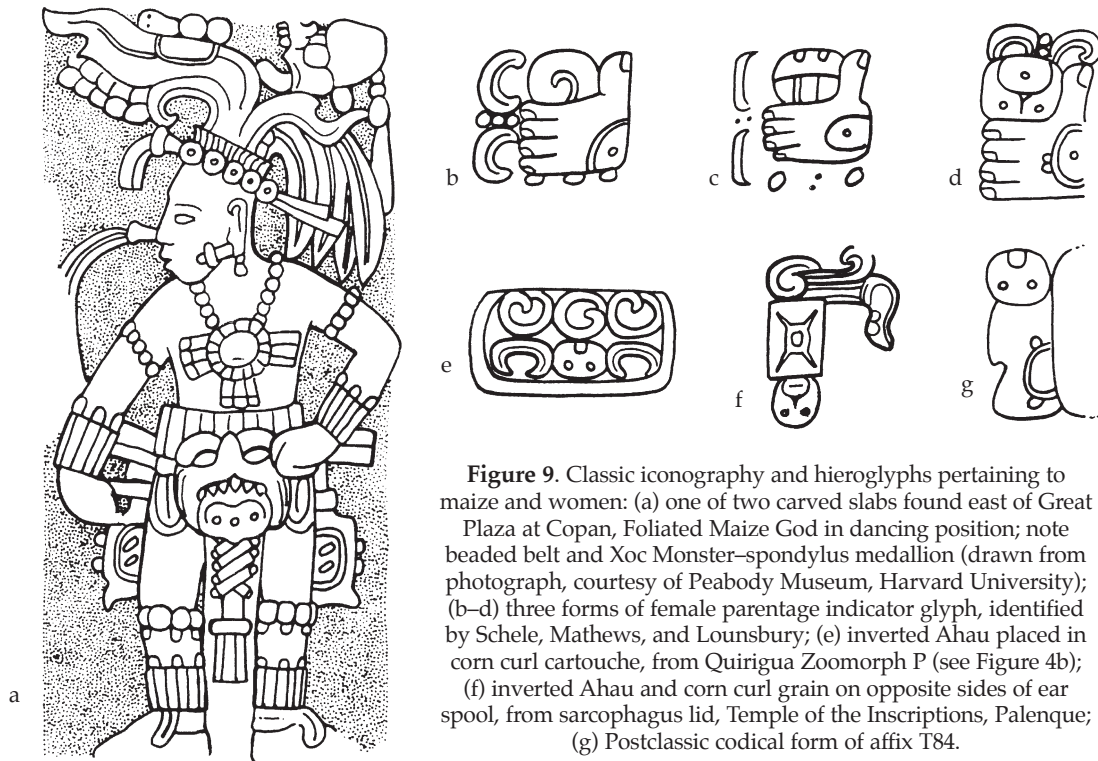 a
b
c
d
e
f
g
Figure 9. Classic iconography and hieroglyphs pertaining to
maize and women: (a) one of two carved slabs found east of Great
Plaza at Copan, Foliated Maize God in dancing position; note
beaded belt and Xoc Monster–spondylus medallion (drawn from
photograph, courtesy of Peabody Museum, Harvard University);
(b–d) three forms of female parentage indicator glyph, identified
by Schele, Mathews, and Lounsbury; (e) inverted Ahau placed in
corn curl cartouche, from Quirigua Zoomorph P (see Figure 4b);
(f) inverted Ahau and corn curl grain on opposite sides of ear
spool, from sarcophagus lid, Temple of the Inscriptions, Palenque;
(g) Postclassic codical form of affix T84.